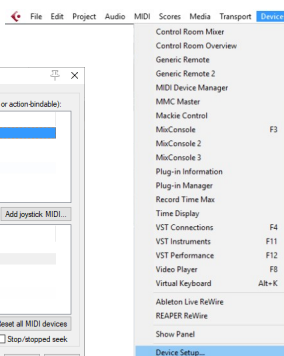 File Edit Project Audio MIDI Scores Media Transport Device
Control Room Mixer
Control Room Overview
Generic Remote
Generic Remote 2
MIDI Device Manager
MMC Master
Mackie Control
MixConsole F3
MixConsole 2
MixConsole 3
Plug-in Information
Plug-in Manager
Record Time Max
Time Display
VST Connections F4
VST Instruments F11
VST Performance F12
Video Player F8
Virtual Keyboard Alt+K
Ableton Live ReWire
REAPER ReWire
Show Panel
Device Setup...
or action-bindable):
Add joystick MIDI...
Reset all MIDI devices
Stop/stopped seek